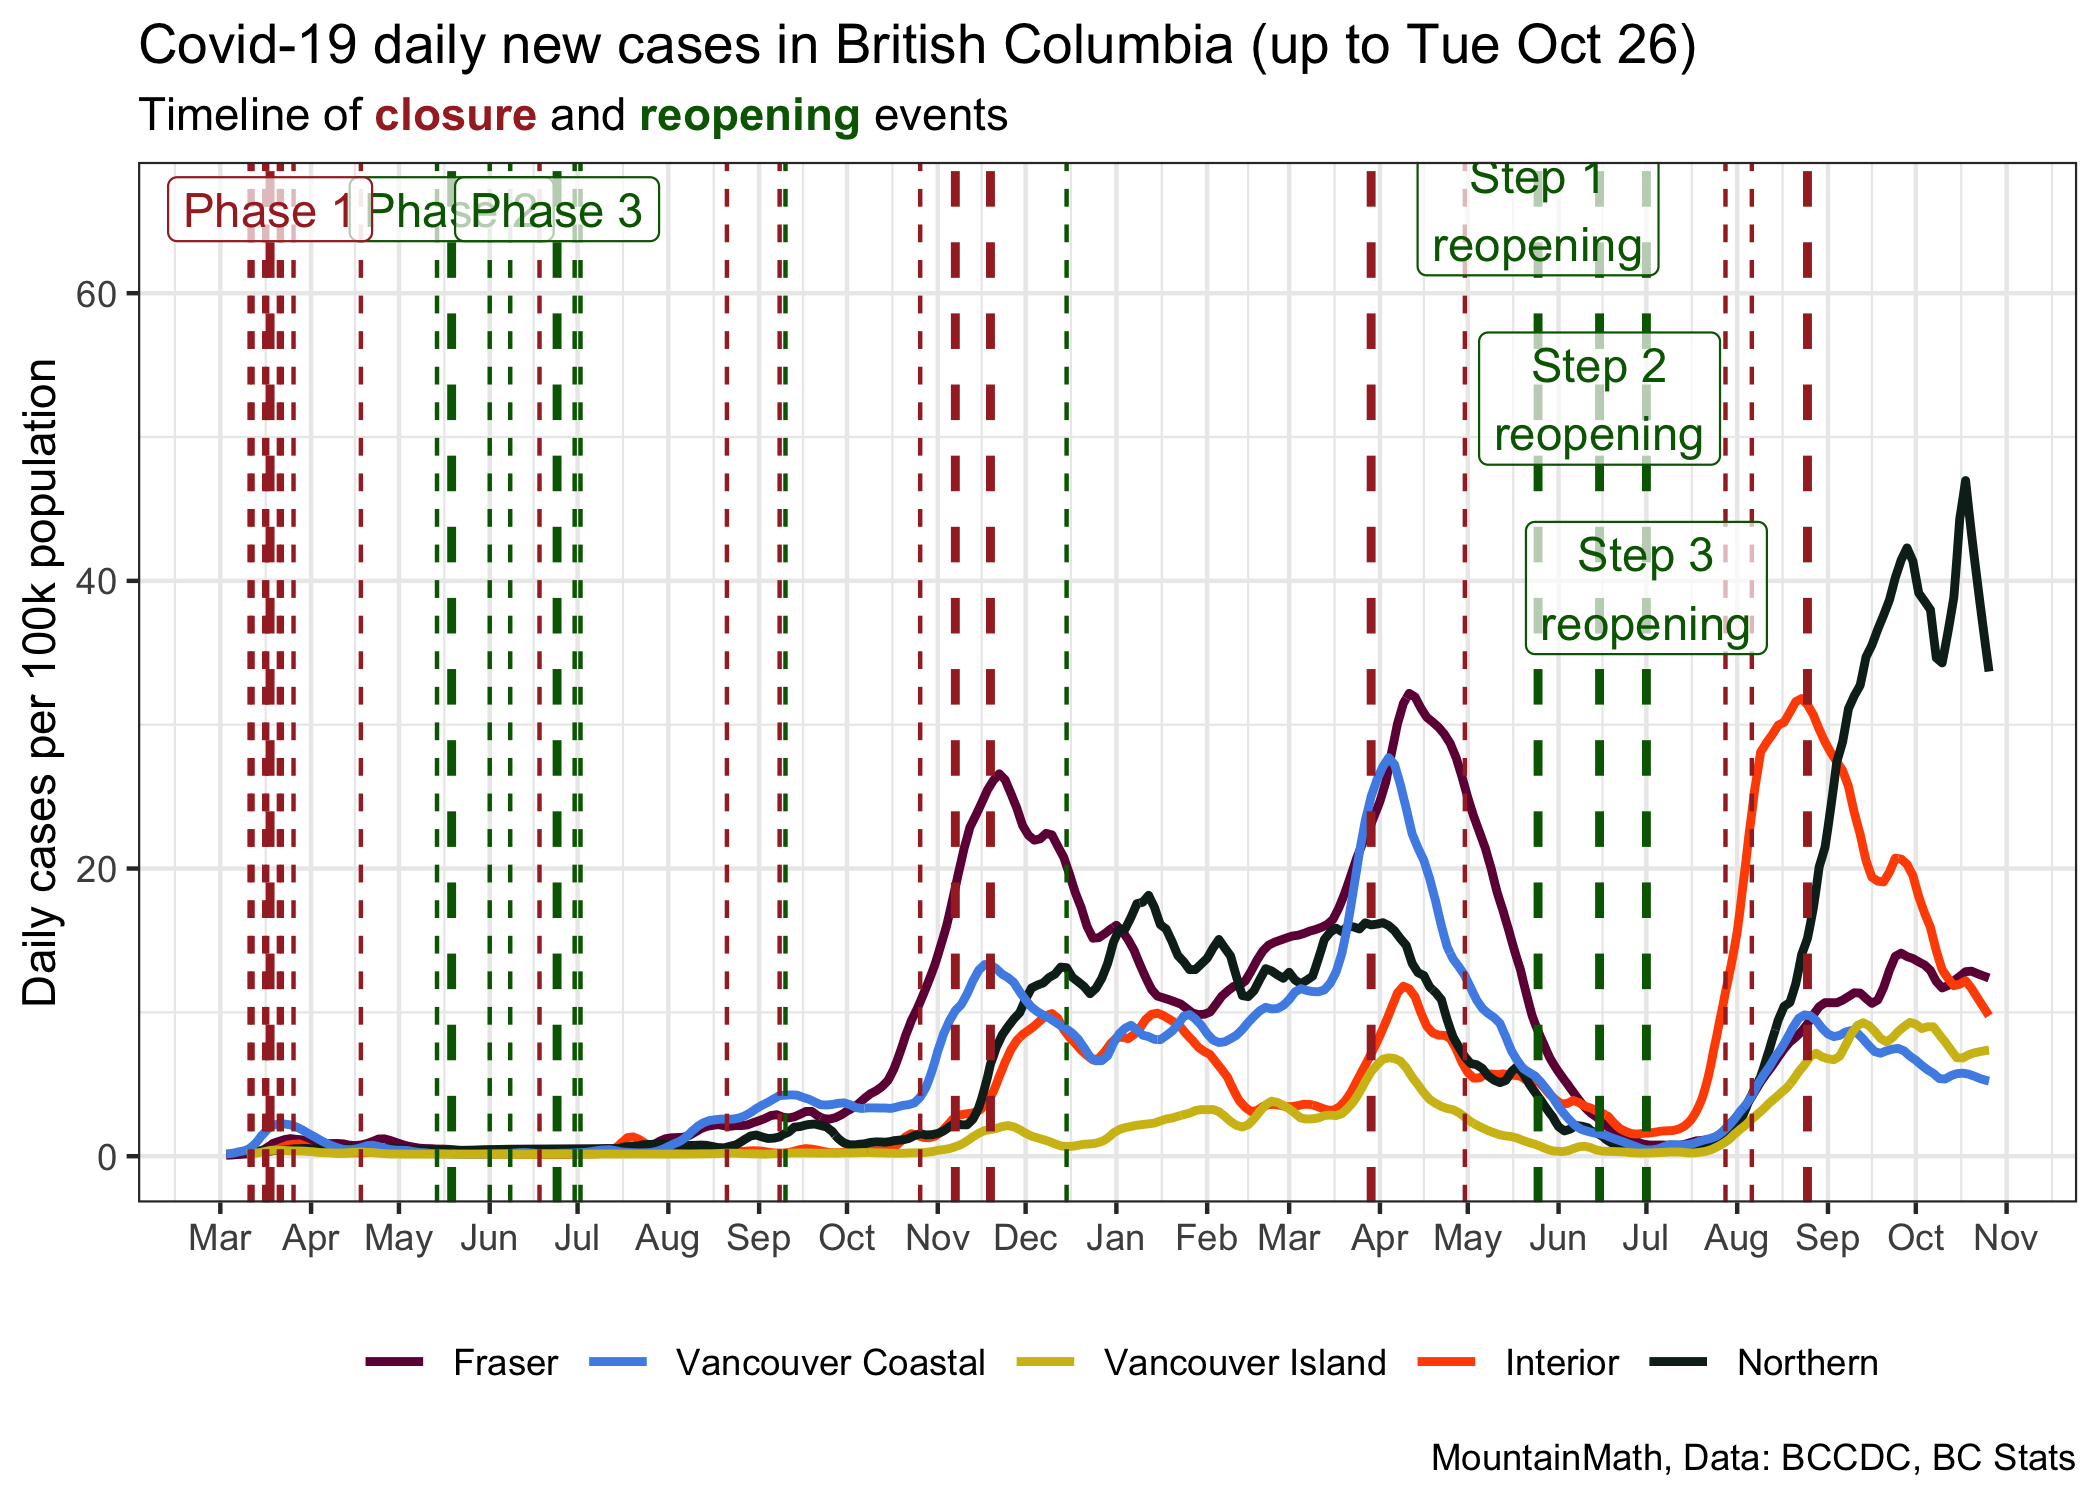 Covid-19 daily new cases in British Columbia (up to Tue Oct 26)
Timeline of closure and reopening events
Phase 1
Phase 2
Phase 3
Step 1
reopening
Step 2
reopening
Step 3
reopening
Daily cases per 100k population
60
40
20
0
Mar Apr May Jun Jul Aug Sep Oct Nov Dec Jan Feb Mar Apr May Jun Jul Aug Sep Oct Nov
Fraser Vancouver Coastal Vancouver Island Interior Northern
MountainMath, Data: BCCDC, BC Stats